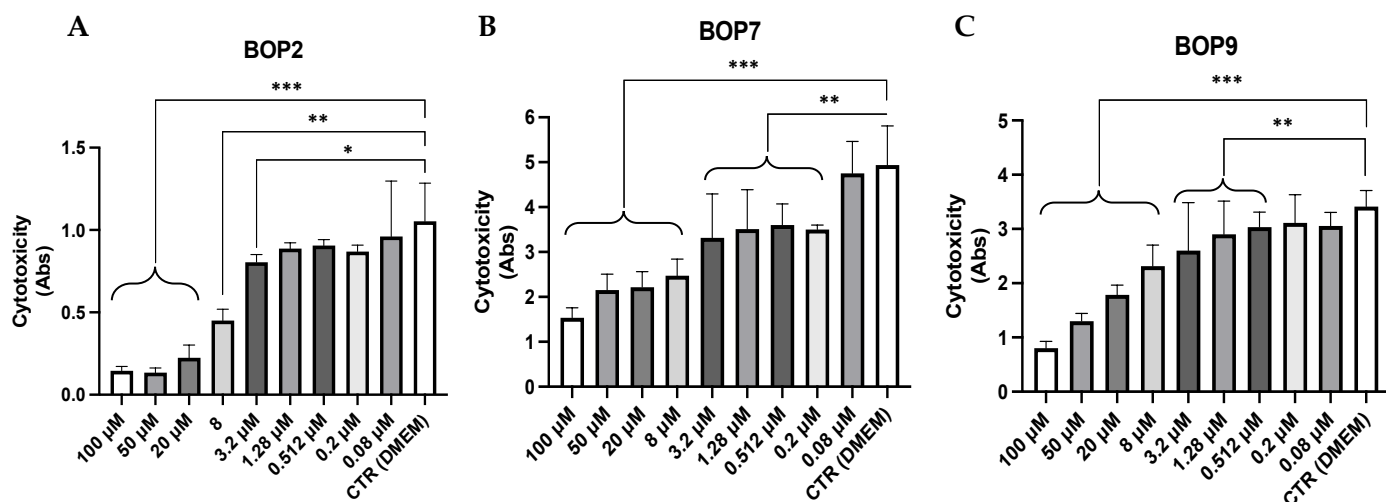 A
BOP2
***
**
*
1.5
1.0
0.5
0.0
Cytotoxicity
(Abs)
100 µM
50 µM
20 µM
8
3.2 µM
1.28 µM
0.512 µM
0.2 µM
0.08 µM
CTR (DMEM)
B
BOP7
***
**
6
5
4
3
2
1
0
Cytotoxicity
(Abs)
100 µM
50 µM
20 µM
8 µM
3.2 µM
1.28 µM
0.512 µM
0.2 µM
0.08 µM
CTR (DMEM)
C
BOP9
***
**
5
4
3
2
1
0
Cytotoxicity
(Abs)
100 µM
50 µM
20 µM
8 µM
3.2 µM
1.28 µM
0.512 µM
0.2 µM
0.08 µM
CTR (DMEM)